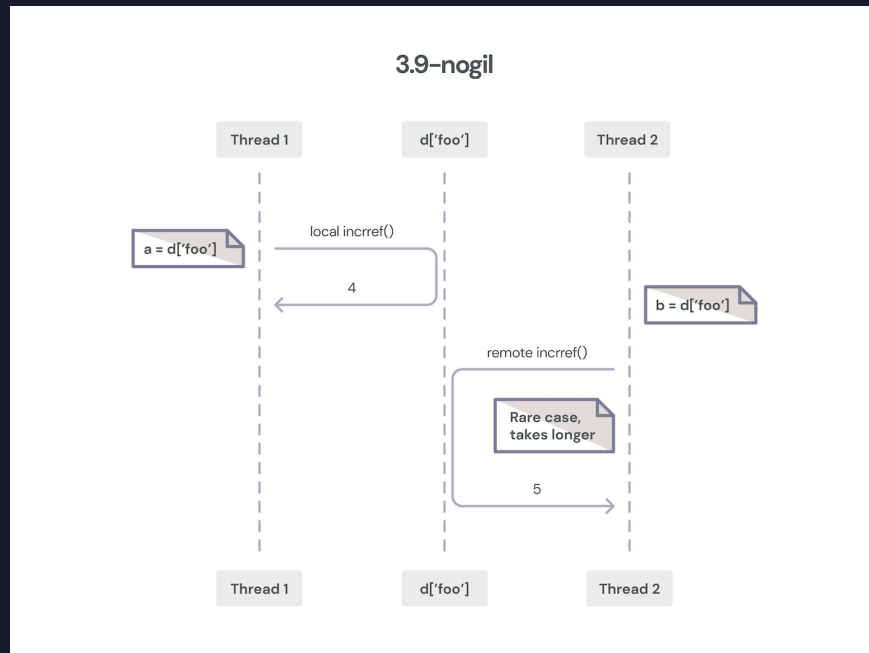 3.9-nogil
Thread 1
d['foo']
Thread 2
local incrref()
a = d['foo']
4
b = d['foo']
remote incrref()
Rare case,
takes longer
5
Thread 1
d['foo']
Thread 2